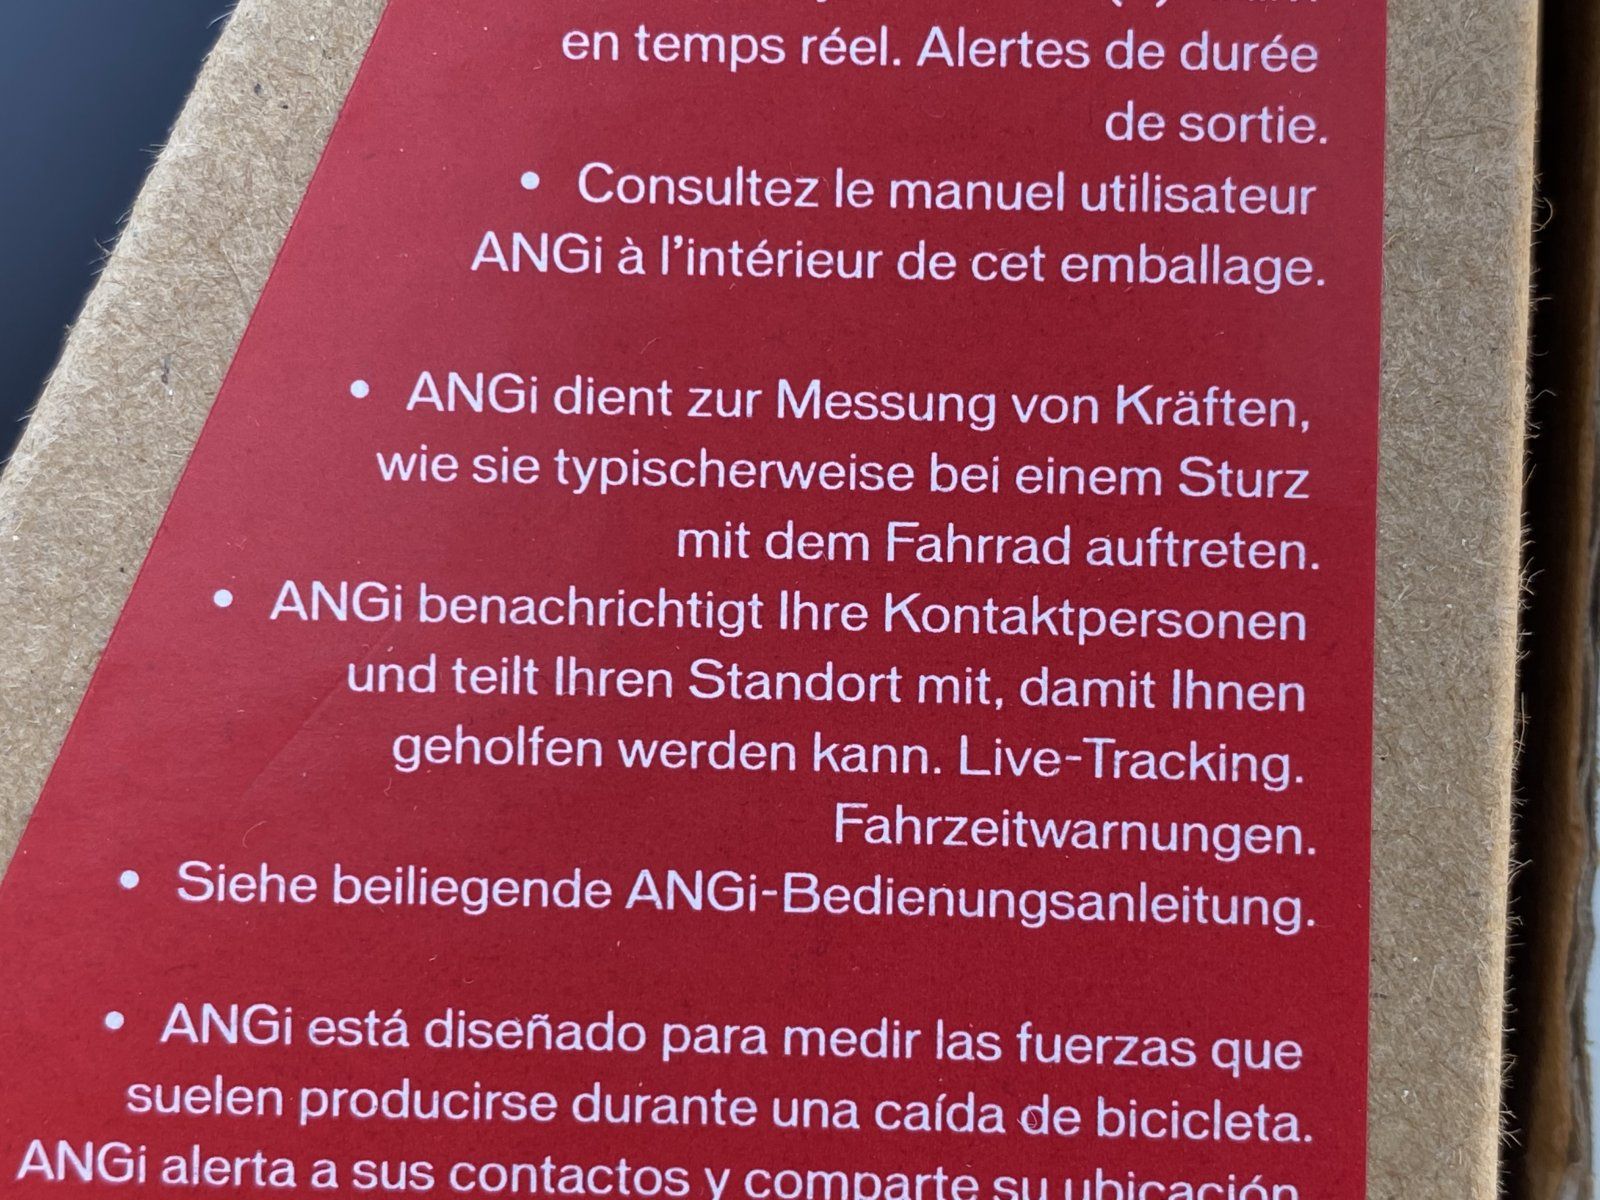 en temps réel. Alertes de durée
de sortie.
• Consultez le manuel utilisateur
ANGi à l’intérieur de cet emballage.
• ANGi dient zur Messung von Kräften,
wie sie typischerweise bei einem Sturz
mit dem Fahrrad auftreten.
• ANGi benachrichtigt Ihre Kontaktpersonen
und teilt Ihren Standort mit, damit Ihnen
geholfen werden kann. Live-Tracking.
Fahrzeitwarnungen.
• Siehe beiliegende ANGi-Bedienungsanleitung.
• ANGi está diseñado para medir las fuerzas que
suelen producirse durante una caída de bicicleta.
ANGi alerta a sus contactos y comparte su ubicación